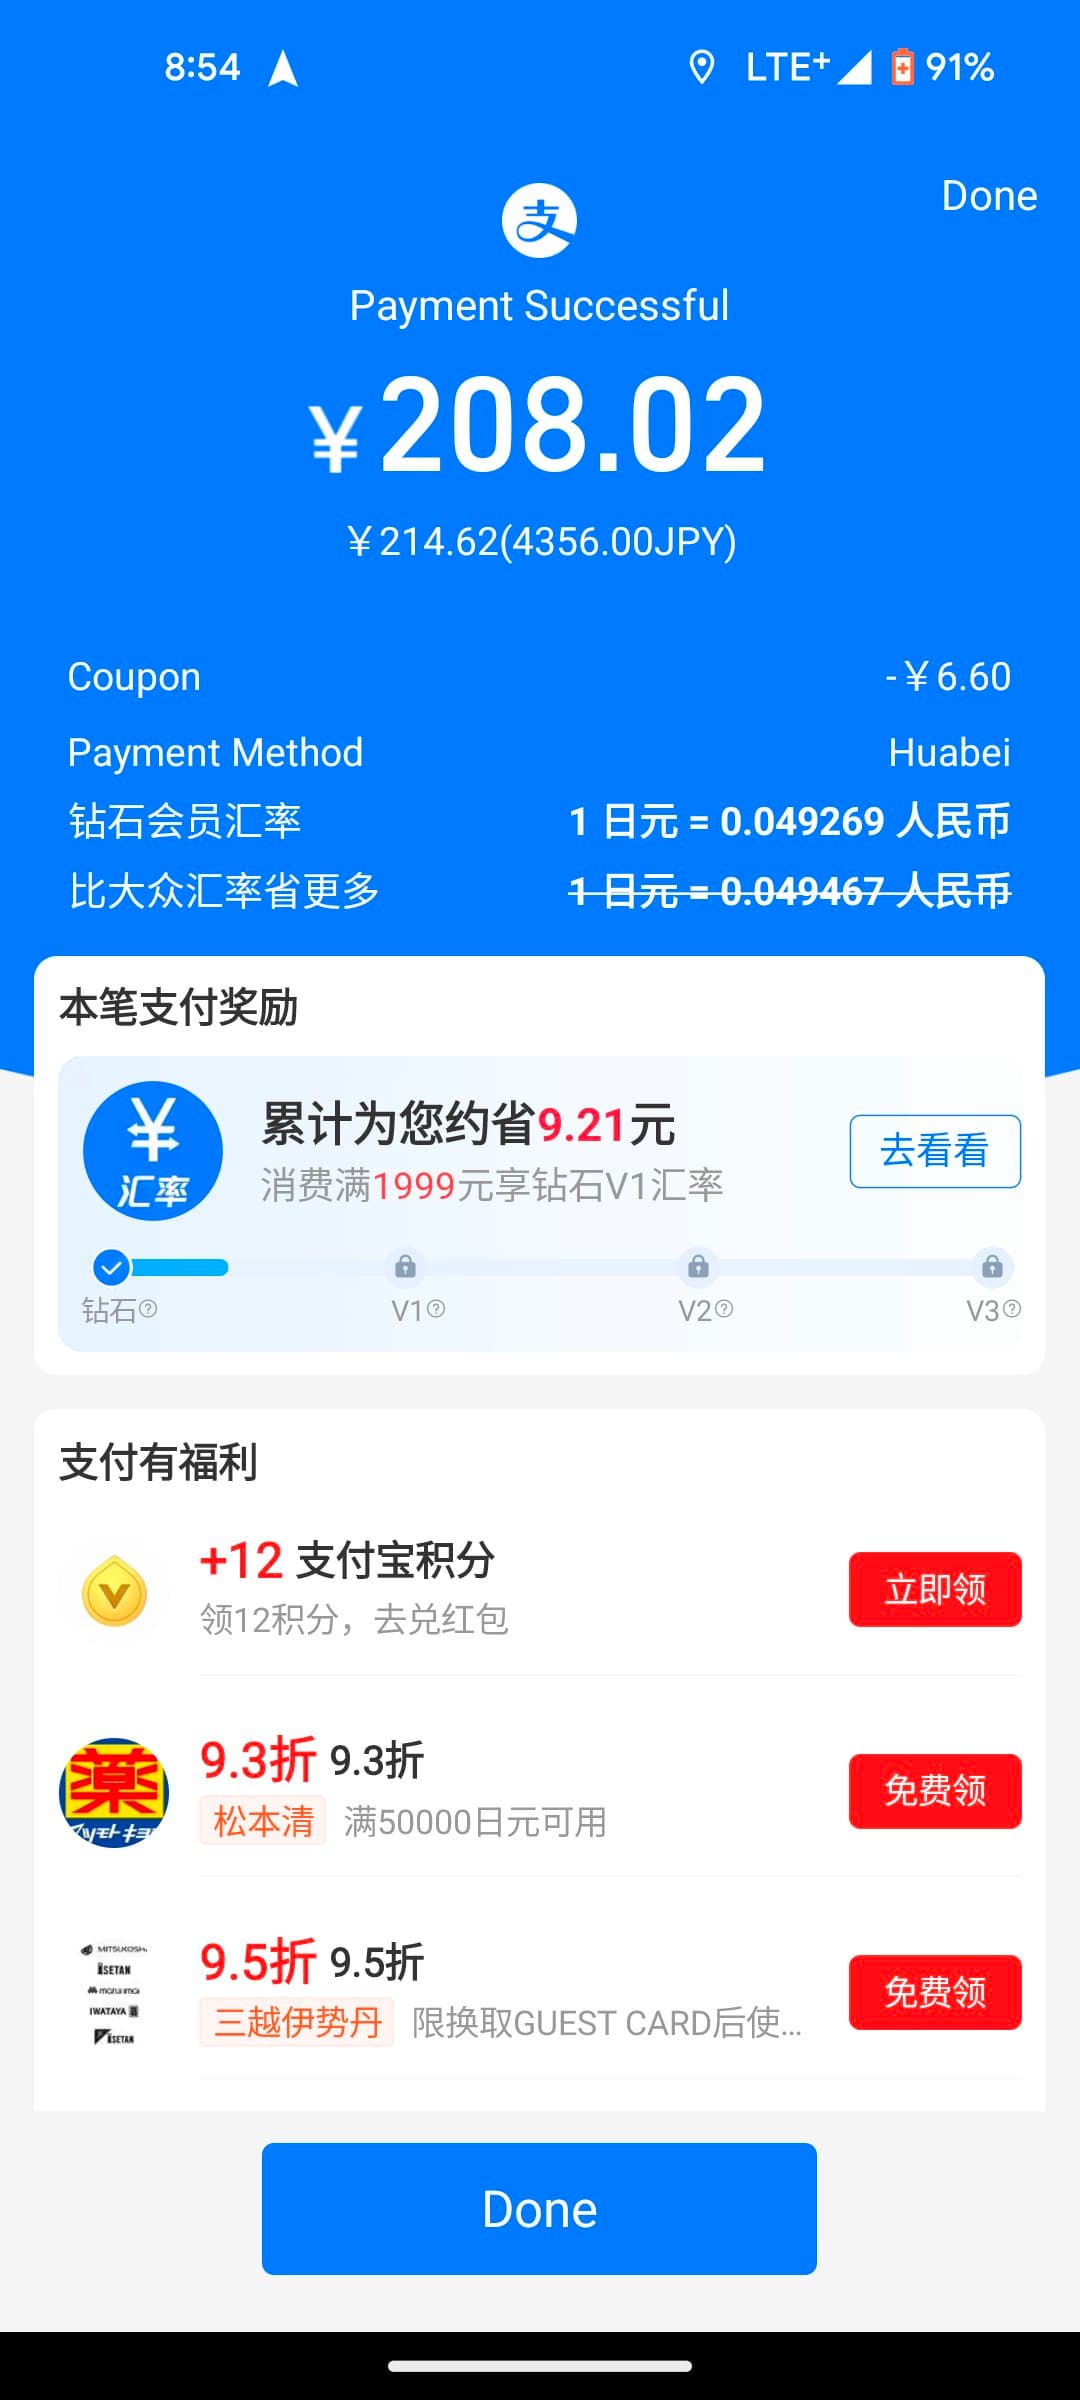 8:54 LTE+ 91%
Done
支
Payment Successful
¥208.02
¥214.62(4356.00JPY)
Coupon -¥6.60
Payment Method Huabei
钻石会员汇率 1 日元 = 0.049269 人民币
比大众汇率省更多 1 日元 = 0.049467 人民币
本笔支付奖励
¥
汇率
累计为您约省9.21元
消费满1999元享钻石V1汇率
去看看
钻石 V1 V2 V3
支付有福利
+12 支付宝积分
领12积分，去兑红包
立即领
薬
マツモトキヨシ
9.3折 9.3折
松本清 满50000日元可用
免费领
MITSUKOSHI
ISETAN
marui imai
IWATAYA
ISETAN
9.5折 9.5折
三越伊势丹 限换取GUEST CARD后使...
免费领
Done